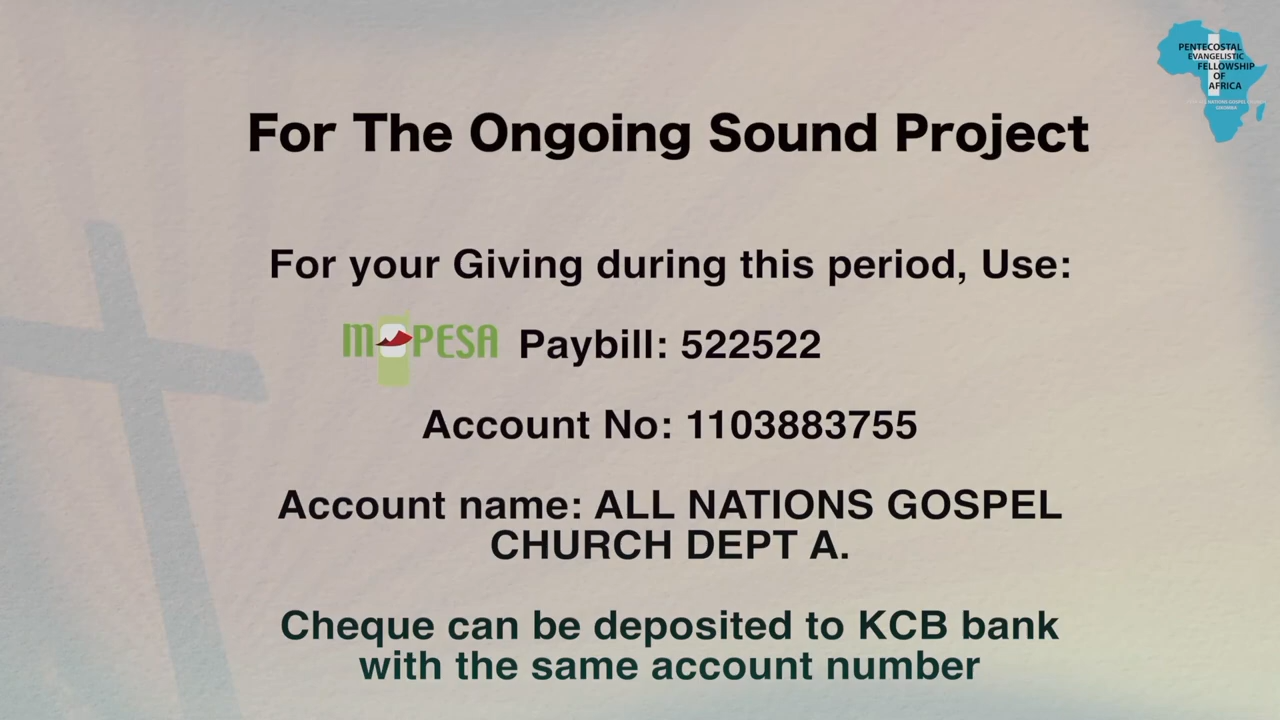 PENTECOSTAL
EVANGELISTIC
FELLOWSHIP
OF
AFRICA
For The Ongoing Sound Project
For your Giving during this period, Use:
M PESA Paybill: 522522
Account No: 1103883755
Account name: ALL NATIONS GOSPEL
CHURCH DEPT A.
Cheque can be deposited to KCB bank
with the same account number